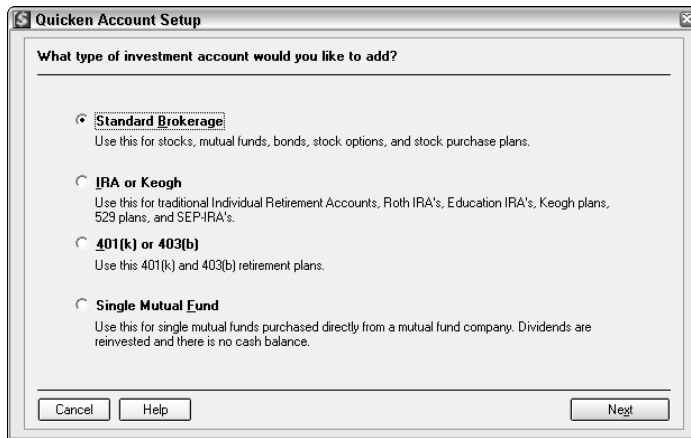 Quicken Account Setup
What type of investment account would you like to add?
Standard Brokerage
Use this for stocks, mutual funds, bonds, stock options, and stock purchase plans.
IRA or Keogh
Use this for traditional Individual Retirement Accounts, Roth IRA's, Education IRA's, Keogh plans,
529 plans, and SEP-IRA's.
401(k) or 403(b)
Use this 401(k) and 403(b) retirement plans.
Single Mutual Fund
Use this for single mutual funds purchased directly from a mutual fund company. Dividends are
reinvested and there is no cash balance.
Cancel Help Next